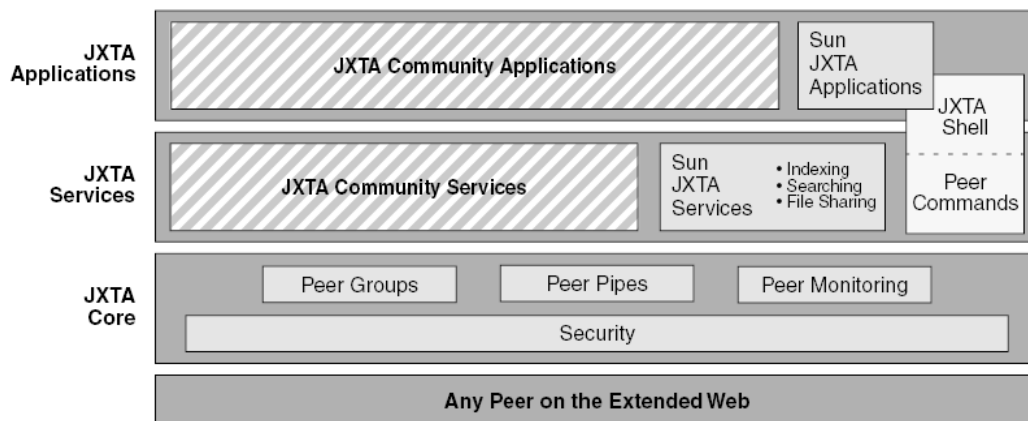 JXTA
Applications
JXTA Community Applications
Sun
JXTA
Applications
JXTA
Shell
JXTA
Services
JXTA Community Services
Sun
JXTA
Services
• Indexing
• Searching
• File Sharing
Peer
Commands
JXTA
Core
Peer Groups
Peer Pipes
Peer Monitoring
Security
Any Peer on the Extended Web